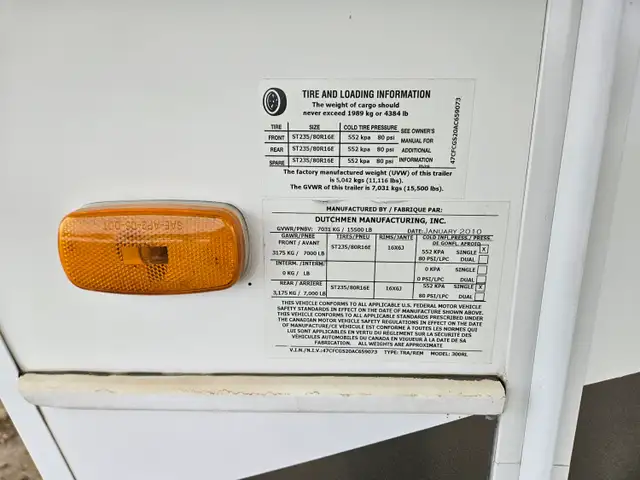 TIRE AND LOADING INFORMATION
The weight of cargo should
never exceed 1989 kg or 4384 lb
TIRE SIZE COLD TIRE PRESSURE SEE OWNER'S
FRONT ST235/80R16E 552 kpa 80 psi MANUAL FOR
REAR ST235/80R16E 552 kpa 80 psi ADDITIONAL
SPARE ST235/80R16E 552 kpa 80 psi INFORMATION
47CFCGS20AC659073
The factory manufactured weight (UVW) of this trailer
is 5,042 kgs (11,116 lbs).
The GVWR of this trailer is 7,031 kgs (15,500 lbs).
SAE-A DOT
MANUFACTURED BY / FABRIQUE PAR:
DUTCHMEN MANUFACTURING, INC.
GVWR/PNBV: 7031 KG / 15500 LB DATE: JANUARY 2010
GAWR/PNBE TIRES/PNEU RIMS/JANTE COLD INFL.PRESS./PRESS.
DE GONFL. AFROID
FRONT / AVANT ST235/80R16E 16X6J 552 KPA SINGLE X
3175 KG / 7000 LB 80 PSI/LPC DUAL
INTERM./INTERM. 0 KPA SINGLE
0 KG / LB 0 PSI/LPC DUAL
REAR / ARRIERE ST235/80R16E 16X6J 552 KPA SINGLE X
3,175 KG / 7,000 LB 80 PSI/LPC DUAL
THIS VEHICLE CONFORMS TO ALL APPLICABLE U.S. FEDERAL MOTOR VEHICLE
SAFETY STANDARDS IN EFFECT ON THE DATE OF MANUFACTURE SHOWN ABOVE.
THIS VEHICLE CONFORMS TO ALL APPLICABLE STANDARDS PRESCRIBED UNDER
THE CANADIAN MOTOR VEHICLE SAFETY REGULATIONS IN EFFECT ON THE DATE
OF MANUFACTURE/CE VEHICULE EST CONFORME A TOUTES LES NORMES QUI
LUI SONT APPLICABLES EN VERTU DU REGLEMENT SUR LA SECURITE DES
VEHICULES AUTOMOBILES DU CANADA EN VIGUEUR A LA DATE DE SA
FABRICATION. ALL WEIGHTS ARE APPROXIMATE
V.I.N./N.I.V.: 47CFCGS20AC659073 TYPE: TRA/REM MODEL: 300RL